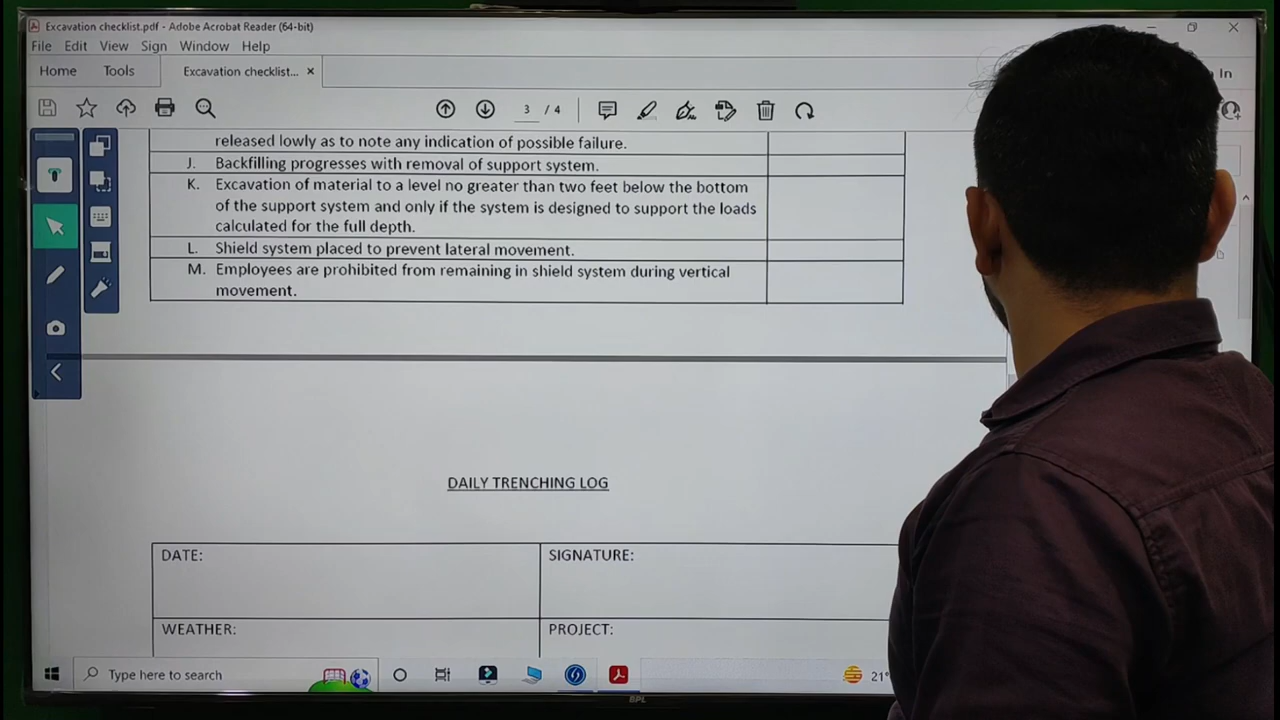 Excavation checklist.pdf - Adobe Acrobat Reader (64-bit)
File Edit View Sign Window Help
Home Tools Excavation checklist... × In
3 / 4
released lowly as to note any indication of possible failure.
J. Backfilling progresses with removal of support system.
K. Excavation of material to a level no greater than two feet below the bottom
of the support system and only if the system is designed to support the loads
calculated for the full depth.
L. Shield system placed to prevent lateral movement.
M. Employees are prohibited from remaining in shield system during vertical
movement.
DAILY TRENCHING LOG
DATE: SIGNATURE:
WEATHER: PROJECT:
Type here to search 21°
BPL